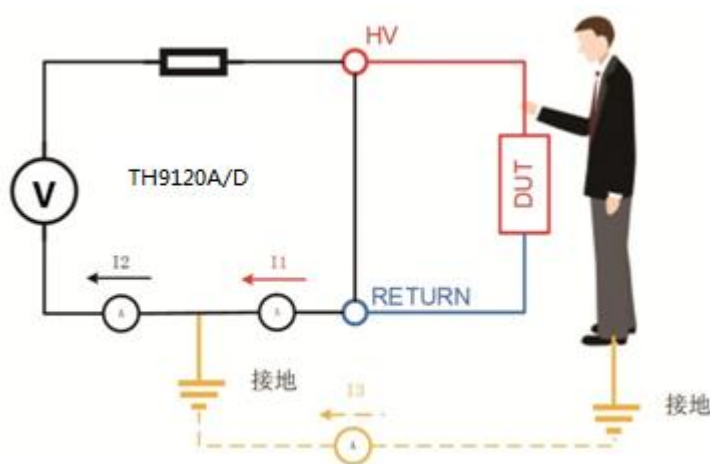 HV
TH9120A/D
V
DUT
I2
I1
RETURN
A
A
接地
I3
接地
A